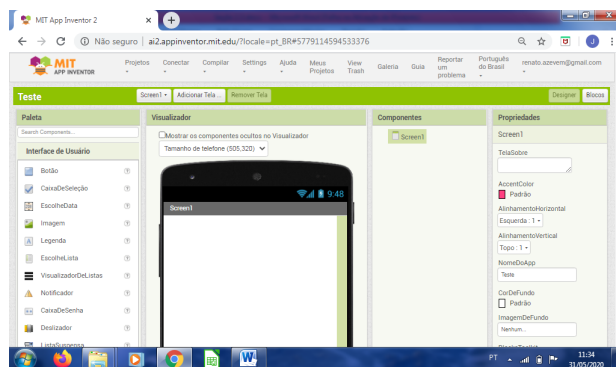 MIT App Inventor 2
Não seguro | ai2.appinventor.mit.edu/?locale=pt_BR#5779114594533376
MIT APP INVENTOR
Projetos Conectar Compilar Settings Ajuda Meus Projetos View Trash Galeria Guia Reportar um problema Português do Brasil renato.azevem@gmail.com
Teste Screen1 Adicionar Tela ... Remover Tela Designer Blocos
Paleta Visualizador Componentes Propriedades
Search Components...
Interface de Usuário
Botão
CaixaDeSeleção
EscolheData
Imagem
Legenda
EscolheLista
VisualizadorDeListas
Notificador
CaixaDeSenha
Deslizador
ListaSuspensa
Mostrar os componentes ocultos no Visualizador
Tamanho de telefone (505,320)
9:48
Screen1
Screen1
Screen1
TelaSobre
AccentColor
Padrão
AlinhamentoHorizontal
Esquerda : 1
AlinhamentoVertical
Topo : 1
NomeDoApp
Teste
CorDeFundo
Padrão
ImagemDeFundo
Nenhum...
PT 11:34
31/05/2020